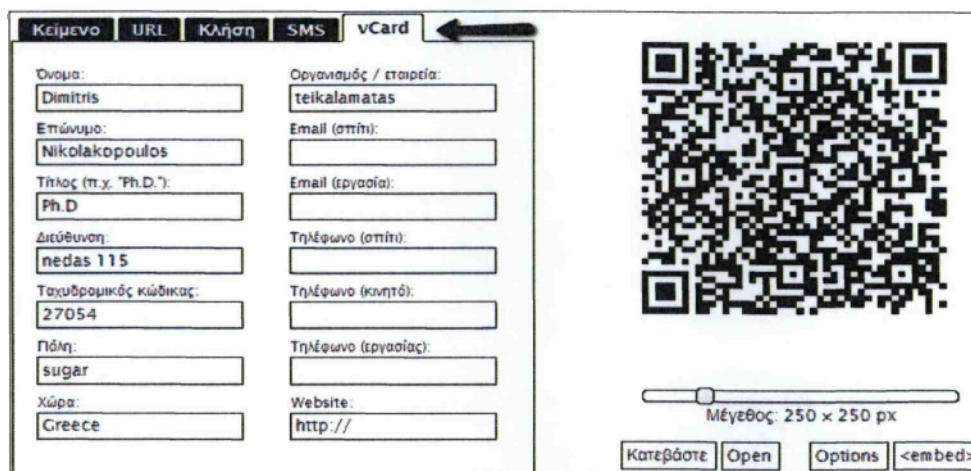 Κείμενο URL Κλήση SMS vCard
Όνομα:
Dimitris
Επώνυμο:
Nikolakopoulos
Τίτλος (π.χ. "Ph.D."):
Ph.D
Διεύθυνση:
nedas 115
Ταχυδρομικός κώδικας:
27054
Πόλη:
sugar
Χώρα:
Greece
Οργανισμός / εταιρεία:
teikalamatas
Email (σπίτι):
Email (εργασία):
Τηλέφωνο (σπίτι):
Τηλέφωνο (κινητό):
Τηλέφωνο (εργασίας):
Website:
http://
Μέγεθος: 250 x 250 px
Κατεβάστε Open Options <embed>